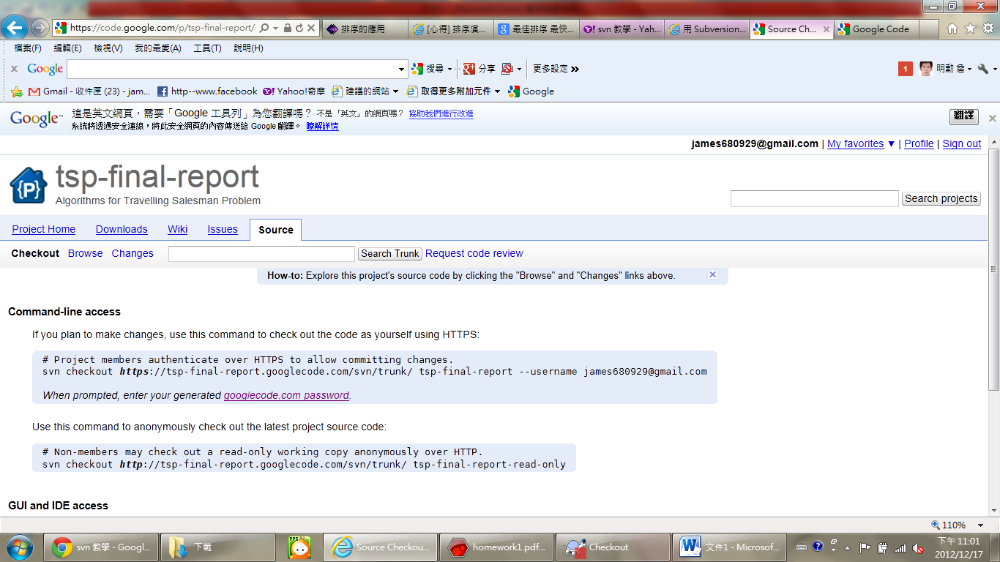 https://code.google.com/p/tsp-final-report/
排序的應用
[心得] 排序演...
最佳排序 最快...
svn 教學 - Yah...
用 Subversion...
Source Ch...
Google Code
檔案(F) 編輯(E) 檢視(V) 我的最愛(A) 工具(T) 說明(H)
Google 搜尋 分享 更多設定 1 明勳 詹
Gmail - 收件匣 (23) - jam... http--www.facebook Yahoo!奇摩 建議的網站 取得更多附加元件 Google
Google 這是英文網頁，需要「Google 工具列」為您翻譯嗎？ 不是「英文」的網頁嗎？ 協助我們進行改進 翻譯
系統將透過安全連線，將此安全網頁的內容傳送給 Google 翻譯。 瞭解詳情
james680929@gmail.com | My favorites ▼ | Profile | Sign out
tsp-final-report
Algorithms for Travelling Salesman Problem
Search projects
Project Home Downloads Wiki Issues Source
Checkout Browse Changes Search Trunk Request code review
How-to: Explore this project's source code by clicking the "Browse" and "Changes" links above.
Command-line access
If you plan to make changes, use this command to check out the code as yourself using HTTPS:
# Project members authenticate over HTTPS to allow committing changes.
svn checkout https://tsp-final-report.googlecode.com/svn/trunk/ tsp-final-report --username james680929@gmail.com
When prompted, enter your generated googlecode.com password.
Use this command to anonymously check out the latest project source code:
# Non-members may check out a read-only working copy anonymously over HTTP.
svn checkout http://tsp-final-report.googlecode.com/svn/trunk/ tsp-final-report-read-only
GUI and IDE access
110%
svn 教學 - Googl... 下載 PPS Source Checkou... homework1.pdf... Checkout 文件1 - Microsof... 下午 11:01
2012/12/17